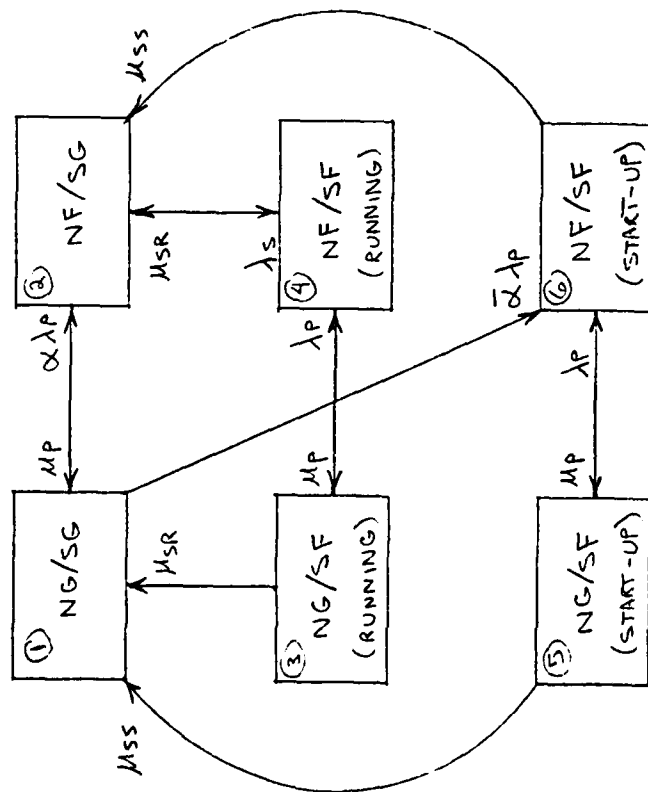 μSS
⑤
NG/SF
(START-UP)
③
NG/SF
(RUNNING)
μSR
①
NG/SG
μP
μP
μP
λP
λP
αλP
ᾱλP
⑥
NF/SF
(START-UP)
④
NF/SF
(RUNNING)
λS
μSR
②
NF/SG
μSS